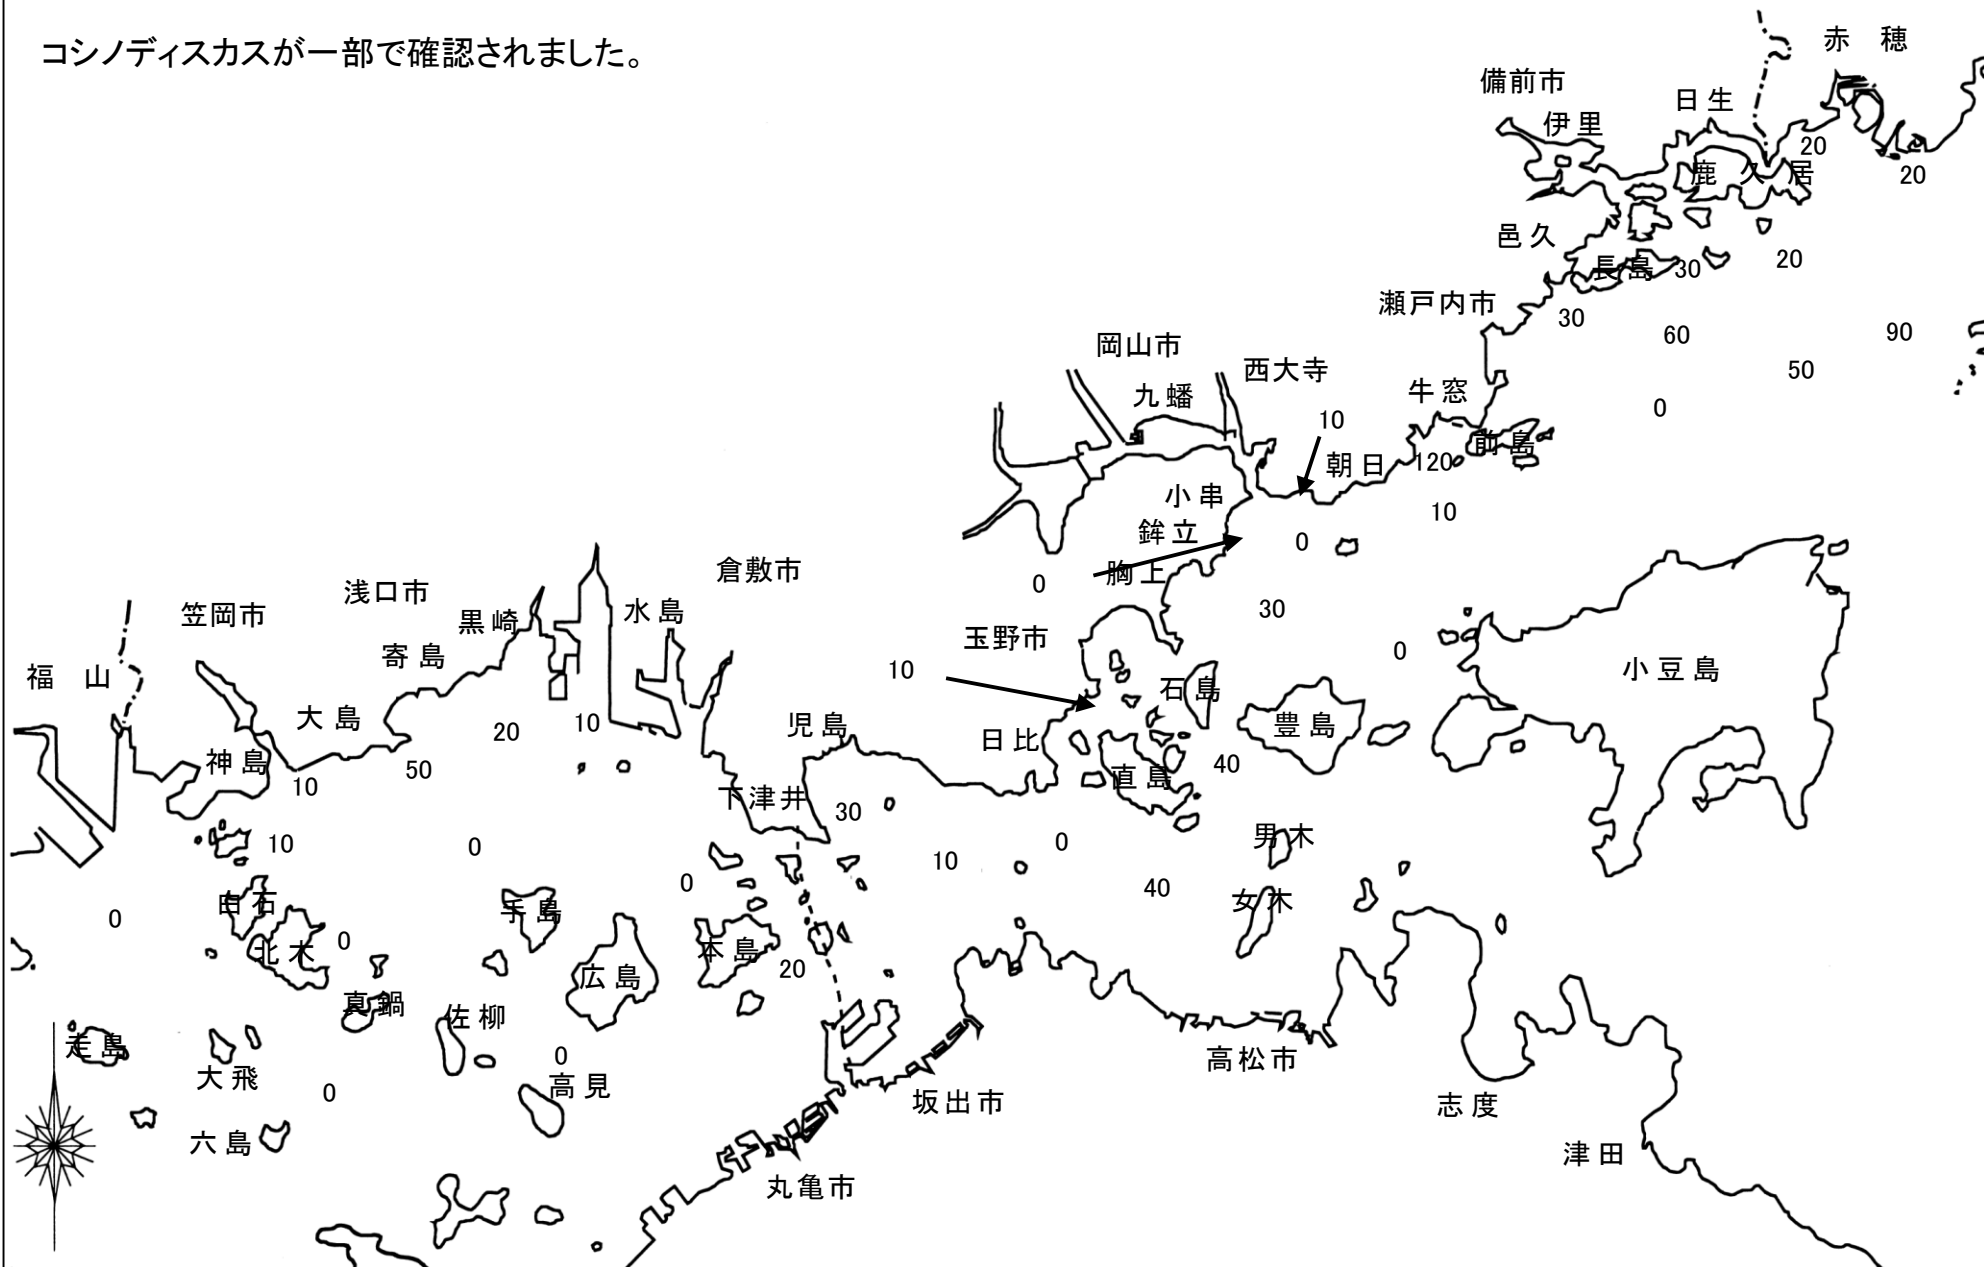 コシノディスカスが一部で確認されました。
赤 穂
備前市
日生
伊里
20
鹿久居
20
邑久
長島
30
20
瀬戸内市
30
60
90
岡山市
西大寺
50
九蟠
牛窓
10
0
前島
朝日
120
小串
10
鉾立
0
胸上
0
倉敷市
浅口市
笠岡市
黒崎
水島
30
玉野市
寄島
0
福 山
10
石島
小豆島
大島
20
10
児島
日比
豊島
神島
50
40
直島
10
下津井
30
男木
10
0
10
0
0
40
女木
白石
手島
0
北木
0
本島
20
広島
真鍋
佐柳
走島
0
高見
高松市
大飛
0
坂出市
志度
六島
津田
丸亀市